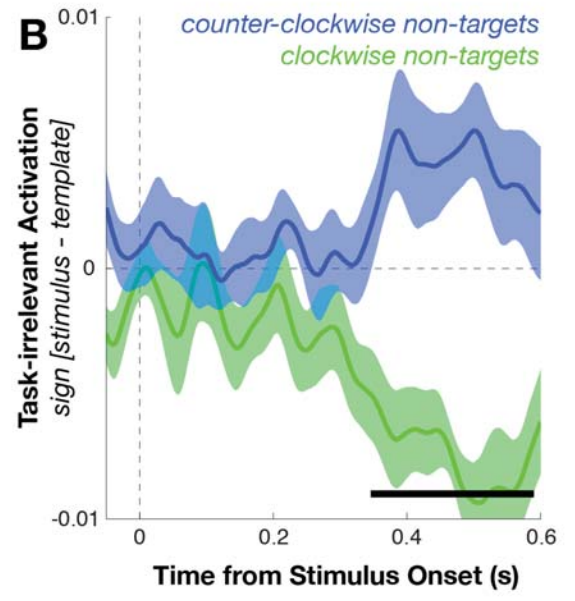 B
counter-clockwise non-targets
clockwise non-targets
Task-irrelevant Activation
sign [stimulus - template]
0.01
0
-0.01
0
0.2
0.4
0.6
Time from Stimulus Onset (s)